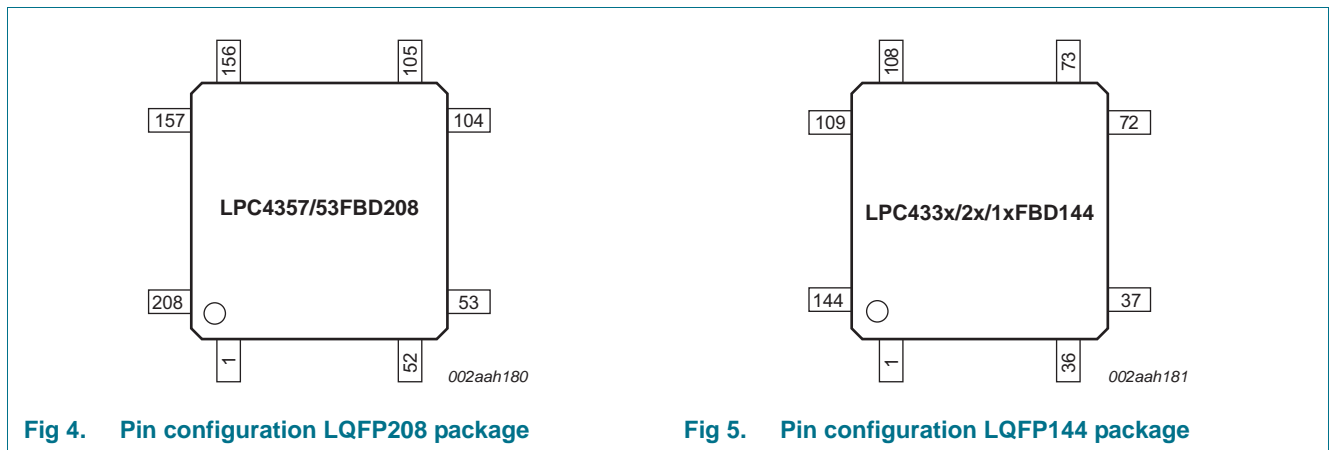 156
105
157
104
LPC4357/53FBD208
208
53
1
52
002aah180
Fig 4. Pin configuration LQFP208 package
108
73
109
72
LPC433x/2x/1xFBD144
144
37
1
36
002aah181
Fig 5. Pin configuration LQFP144 package